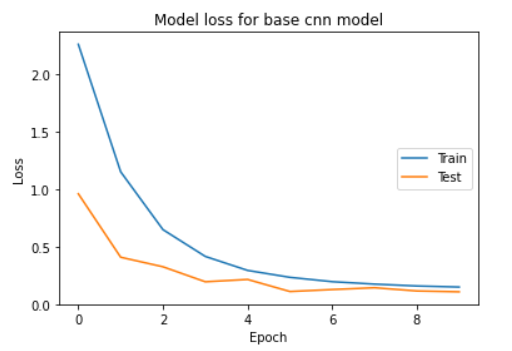 Model loss for base cnn model
2.0
1.5
1.0
0.5
0.0
Loss
Train
Test
0 2 4 6 8
Epoch